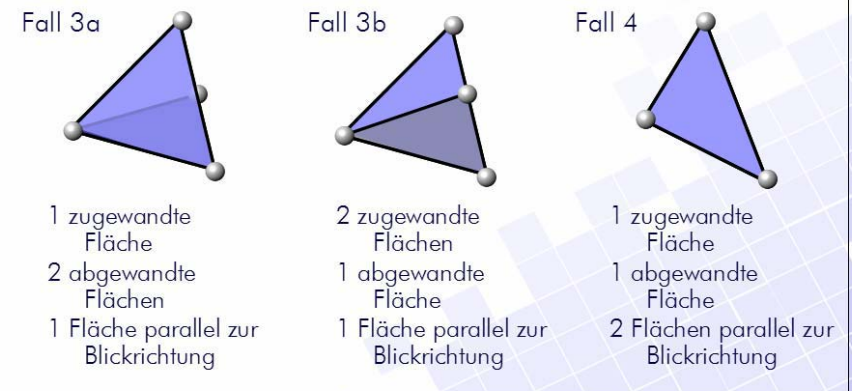 Fall 3a
1 zugewandte
Fläche
2 abgewandte
Flächen
1 Fläche parallel zur
Blickrichtung
Fall 3b
2 zugewandte
Flächen
1 abgewandte
Fläche
1 Fläche parallel zur
Blickrichtung
Fall 4
1 zugewandte
Fläche
1 abgewandte
Fläche
2 Flächen parallel zur
Blickrichtung